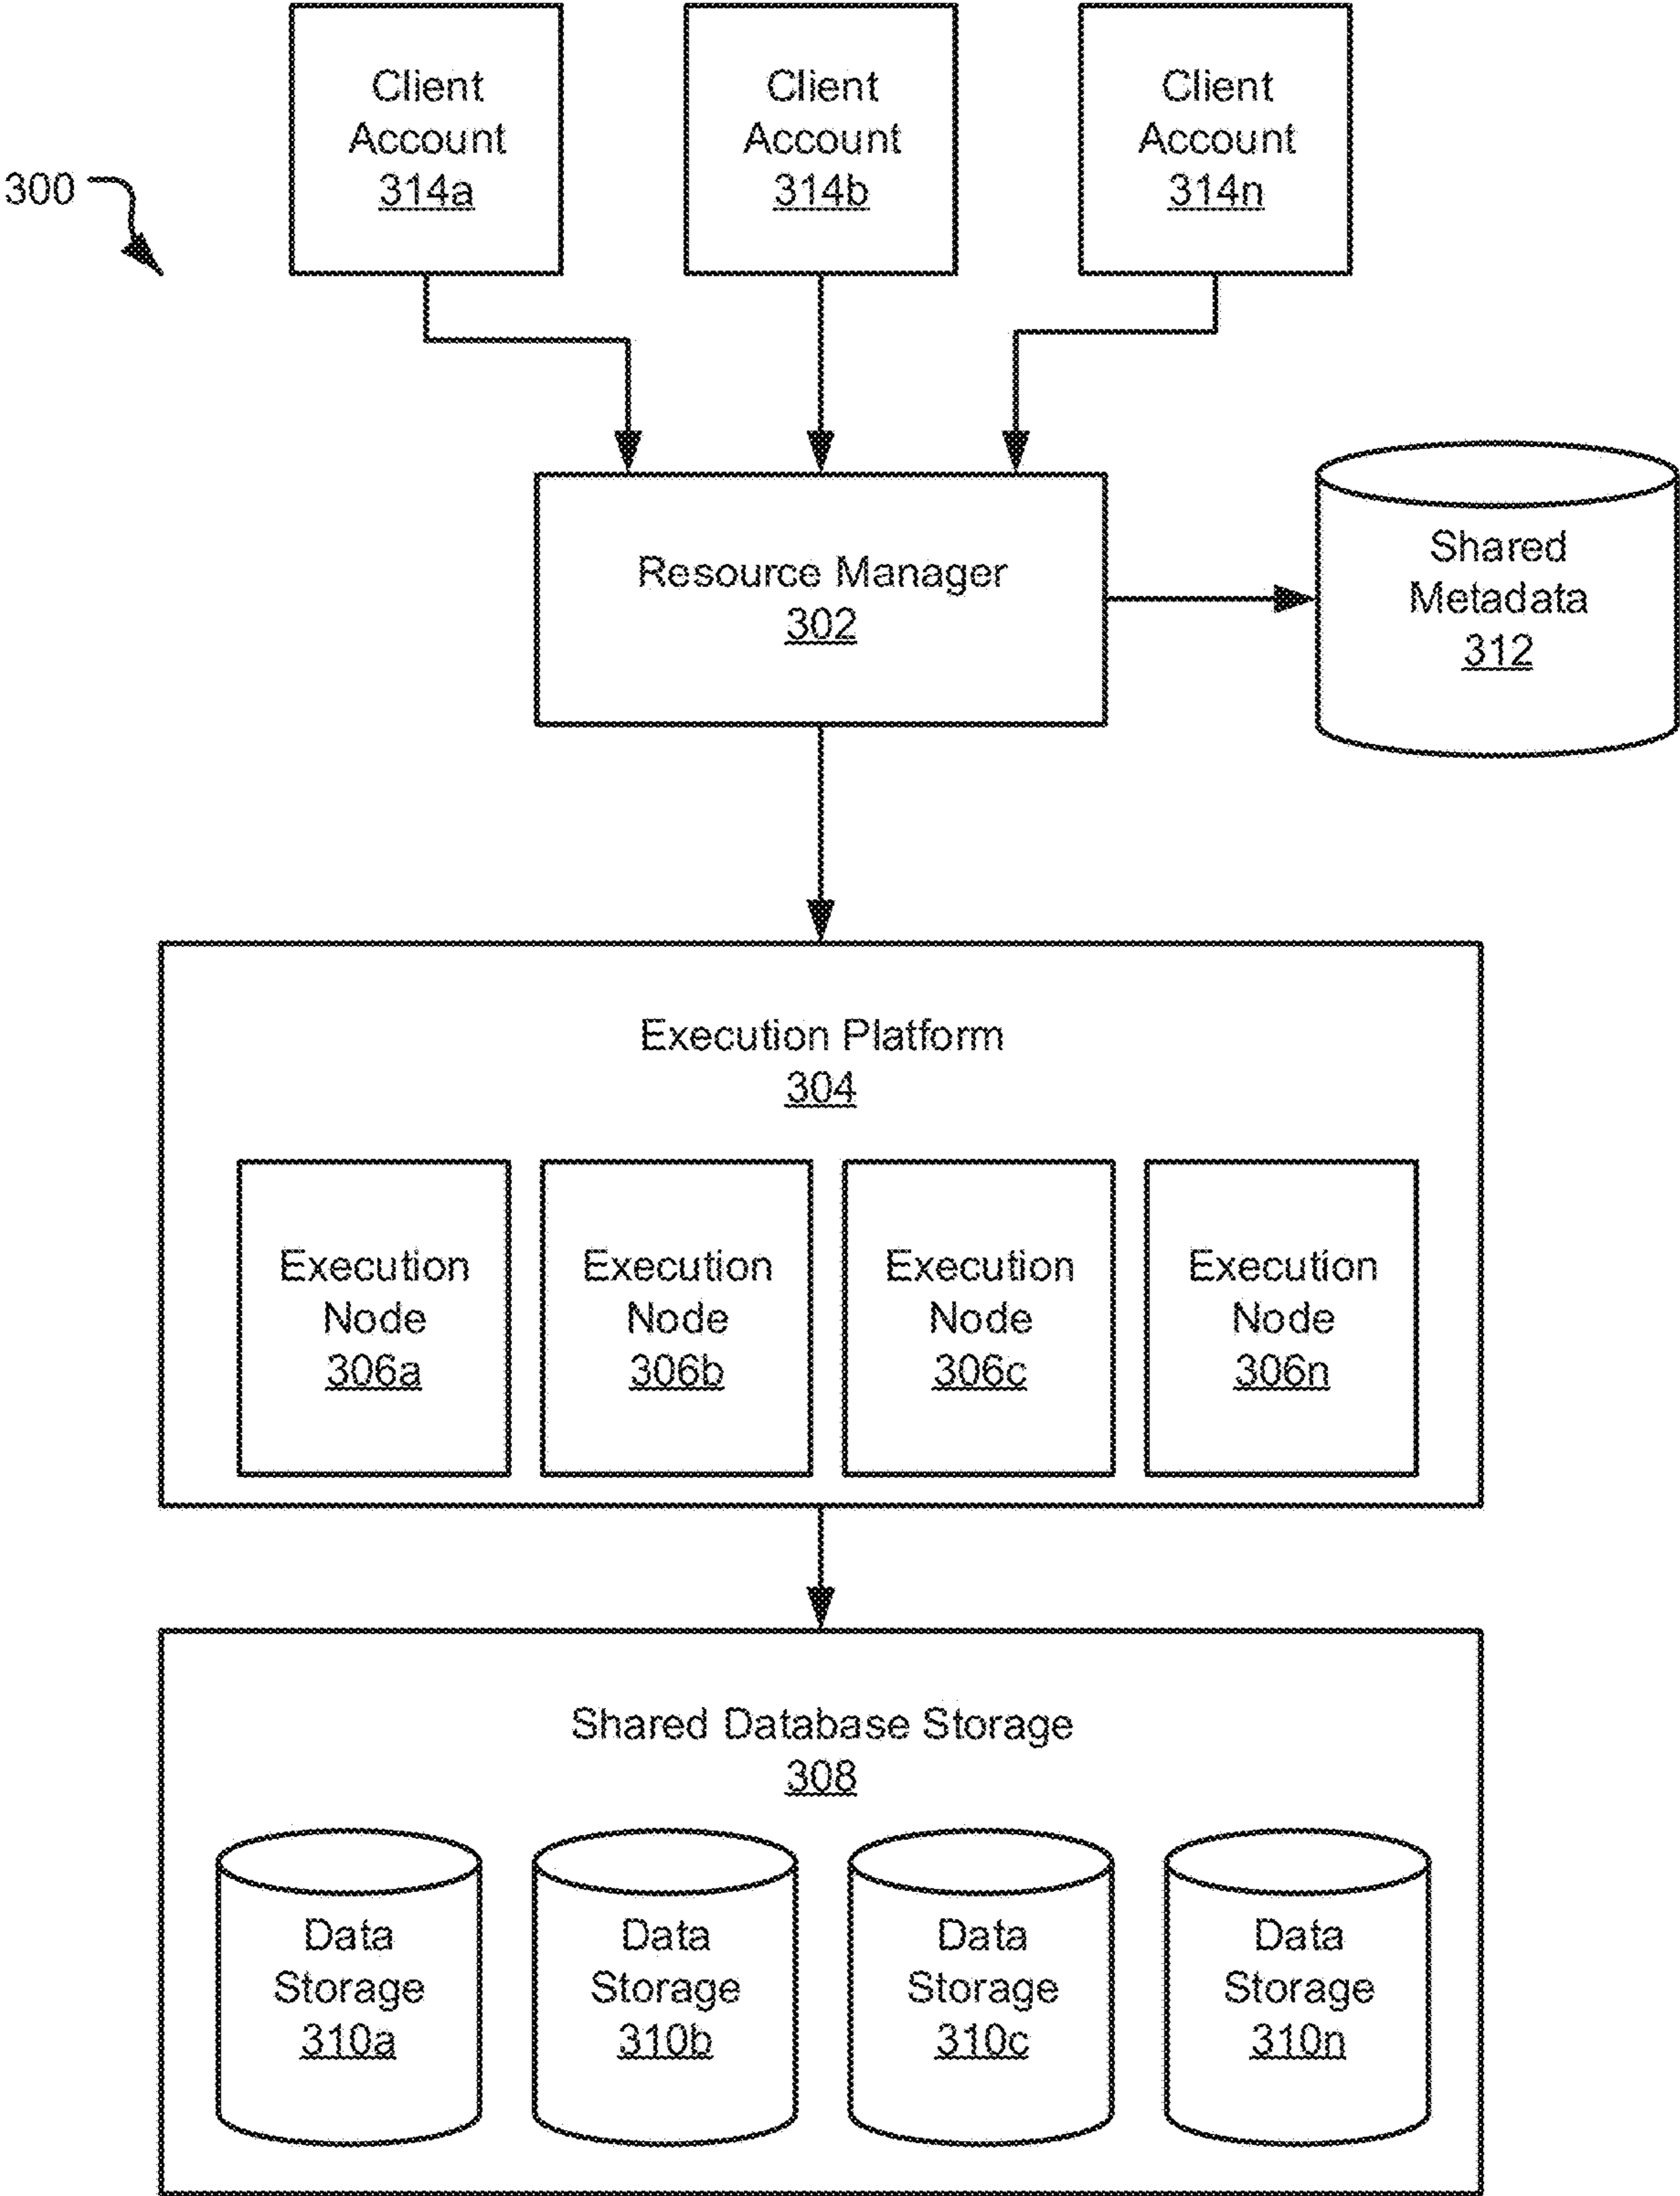 Client
Account
314a
Client
Account
314b
Client
Account
314n
300
Resource Manager
302
Shared
Metadata
312
Execution Platform
304
Execution
Node
306a
Execution
Node
306b
Execution
Node
306c
Execution
Node
306n
Shared Database Storage
308
Data
Storage
310a
Data
Storage
310b
Data
Storage
310c
Data
Storage
310n